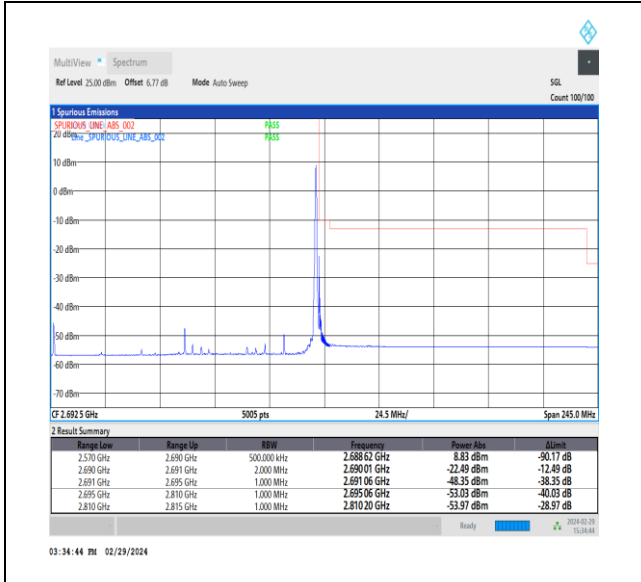 MultiView Spectrum
Ref Level 25.00 dBm Offset 6.77 dB Mode Auto Sweep SGL
Count 100/100
1 Spurious Emissions
SPURIOUS_LINE_ABS_002 PASS
20 dBm
Line _SPURIOUS_LINE_ABS_002 PASS
10 dBm
0 dBm
-10 dBm
-20 dBm
-30 dBm
-40 dBm
-50 dBm
-60 dBm
-70 dBm
CF 2.692 5 GHz 5005 pts 24.5 MHz/ Span 245.0 MHz
2 Result Summary
Range Low Range Up RBW Frequency Power Abs ΔLimit
2.570 GHz 2.690 GHz 500.000 kHz 2.688 62 GHz 8.83 dBm -90.17 dB
2.690 GHz 2.691 GHz 2.000 MHz 2.690 01 GHz -22.49 dBm -12.49 dB
2.691 GHz 2.695 GHz 1.000 MHz 2.691 06 GHz -48.35 dBm -38.35 dB
2.695 GHz 2.810 GHz 1.000 MHz 2.695 06 GHz -53.03 dBm -40.03 dB
2.810 GHz 2.815 GHz 1.000 MHz 2.810 20 GHz -53.97 dBm -28.97 dB
Ready 2024-02-29
15:34:44
03:34:44 PM 02/29/2024